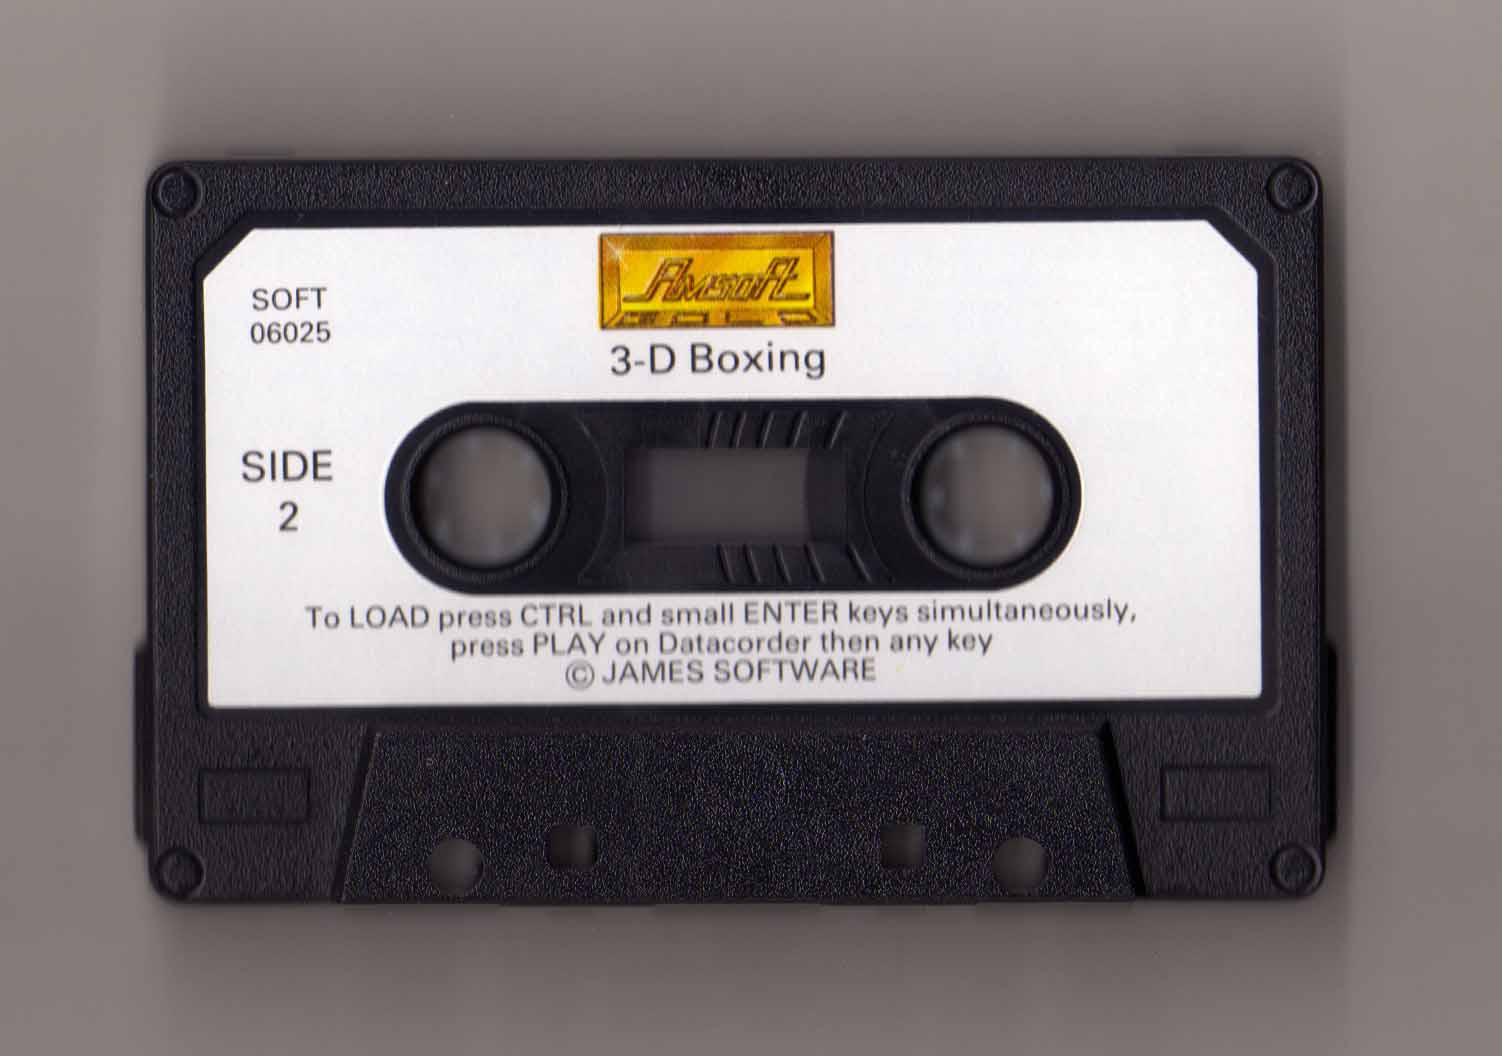 Amsoft
GOLD
SOFT
06025
3-D Boxing
SIDE
2
To LOAD press CTRL and small ENTER keys simultaneously,
press PLAY on Datacorder then any key
© JAMES SOFTWARE